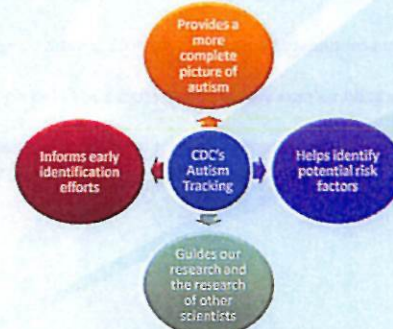 Provides a
more
complete
picture of
autism
Informs early
identification
efforts
CDC's
Autism
Tracking
Helps identify
potential risk
factors
Guides our
research and
the research
of other
scientists